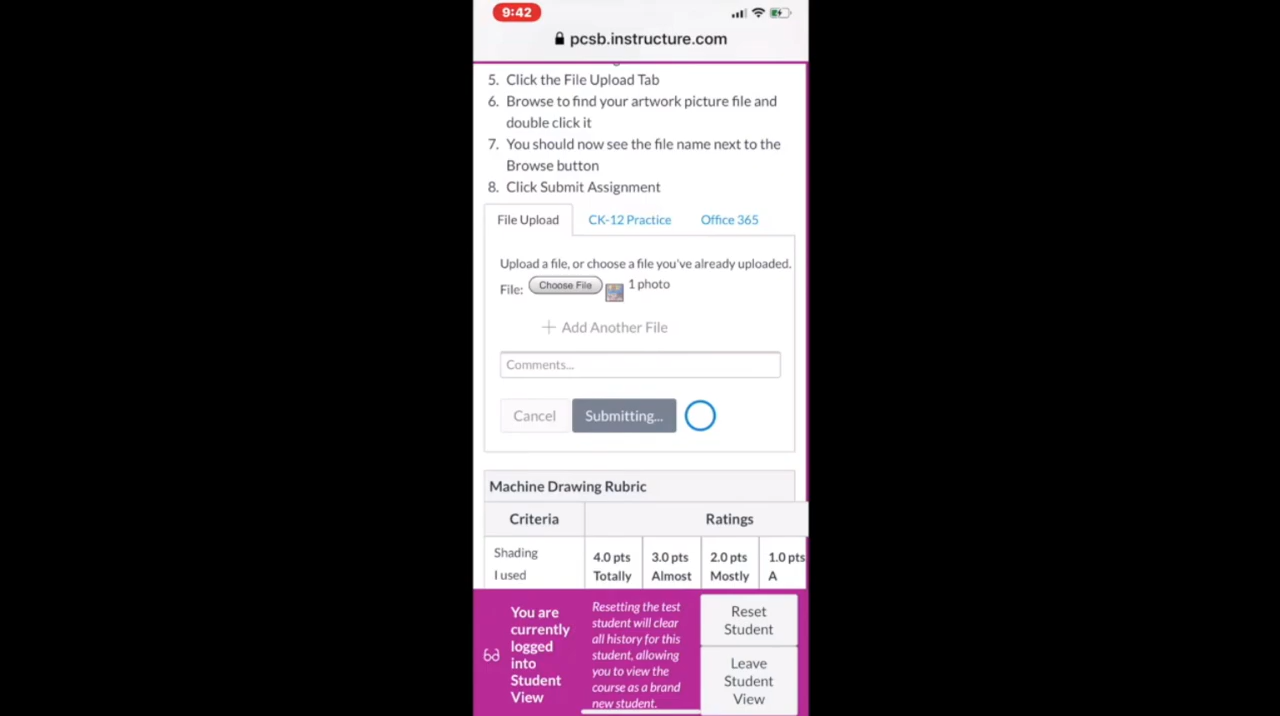 9:42
pcsb.instructure.com
5. Click the File Upload Tab
6. Browse to find your artwork picture file and
double click it
7. You should now see the file name next to the
Browse button
8. Click Submit Assignment
File Upload CK-12 Practice Office 365
Upload a file, or choose a file you've already uploaded.
File: Choose File 1 photo
+ Add Another File
Comments...
Cancel Submitting...
Machine Drawing Rubric
Criteria Ratings
Shading
I used
4.0 pts 3.0 pts 2.0 pts 1.0 pts
Totally Almost Mostly A
You are
currently
logged
into
Student
View
Resetting the test
student will clear
all history for this
student, allowing
you to view the
course as a brand
new student.
Reset
Student
Leave
Student
View